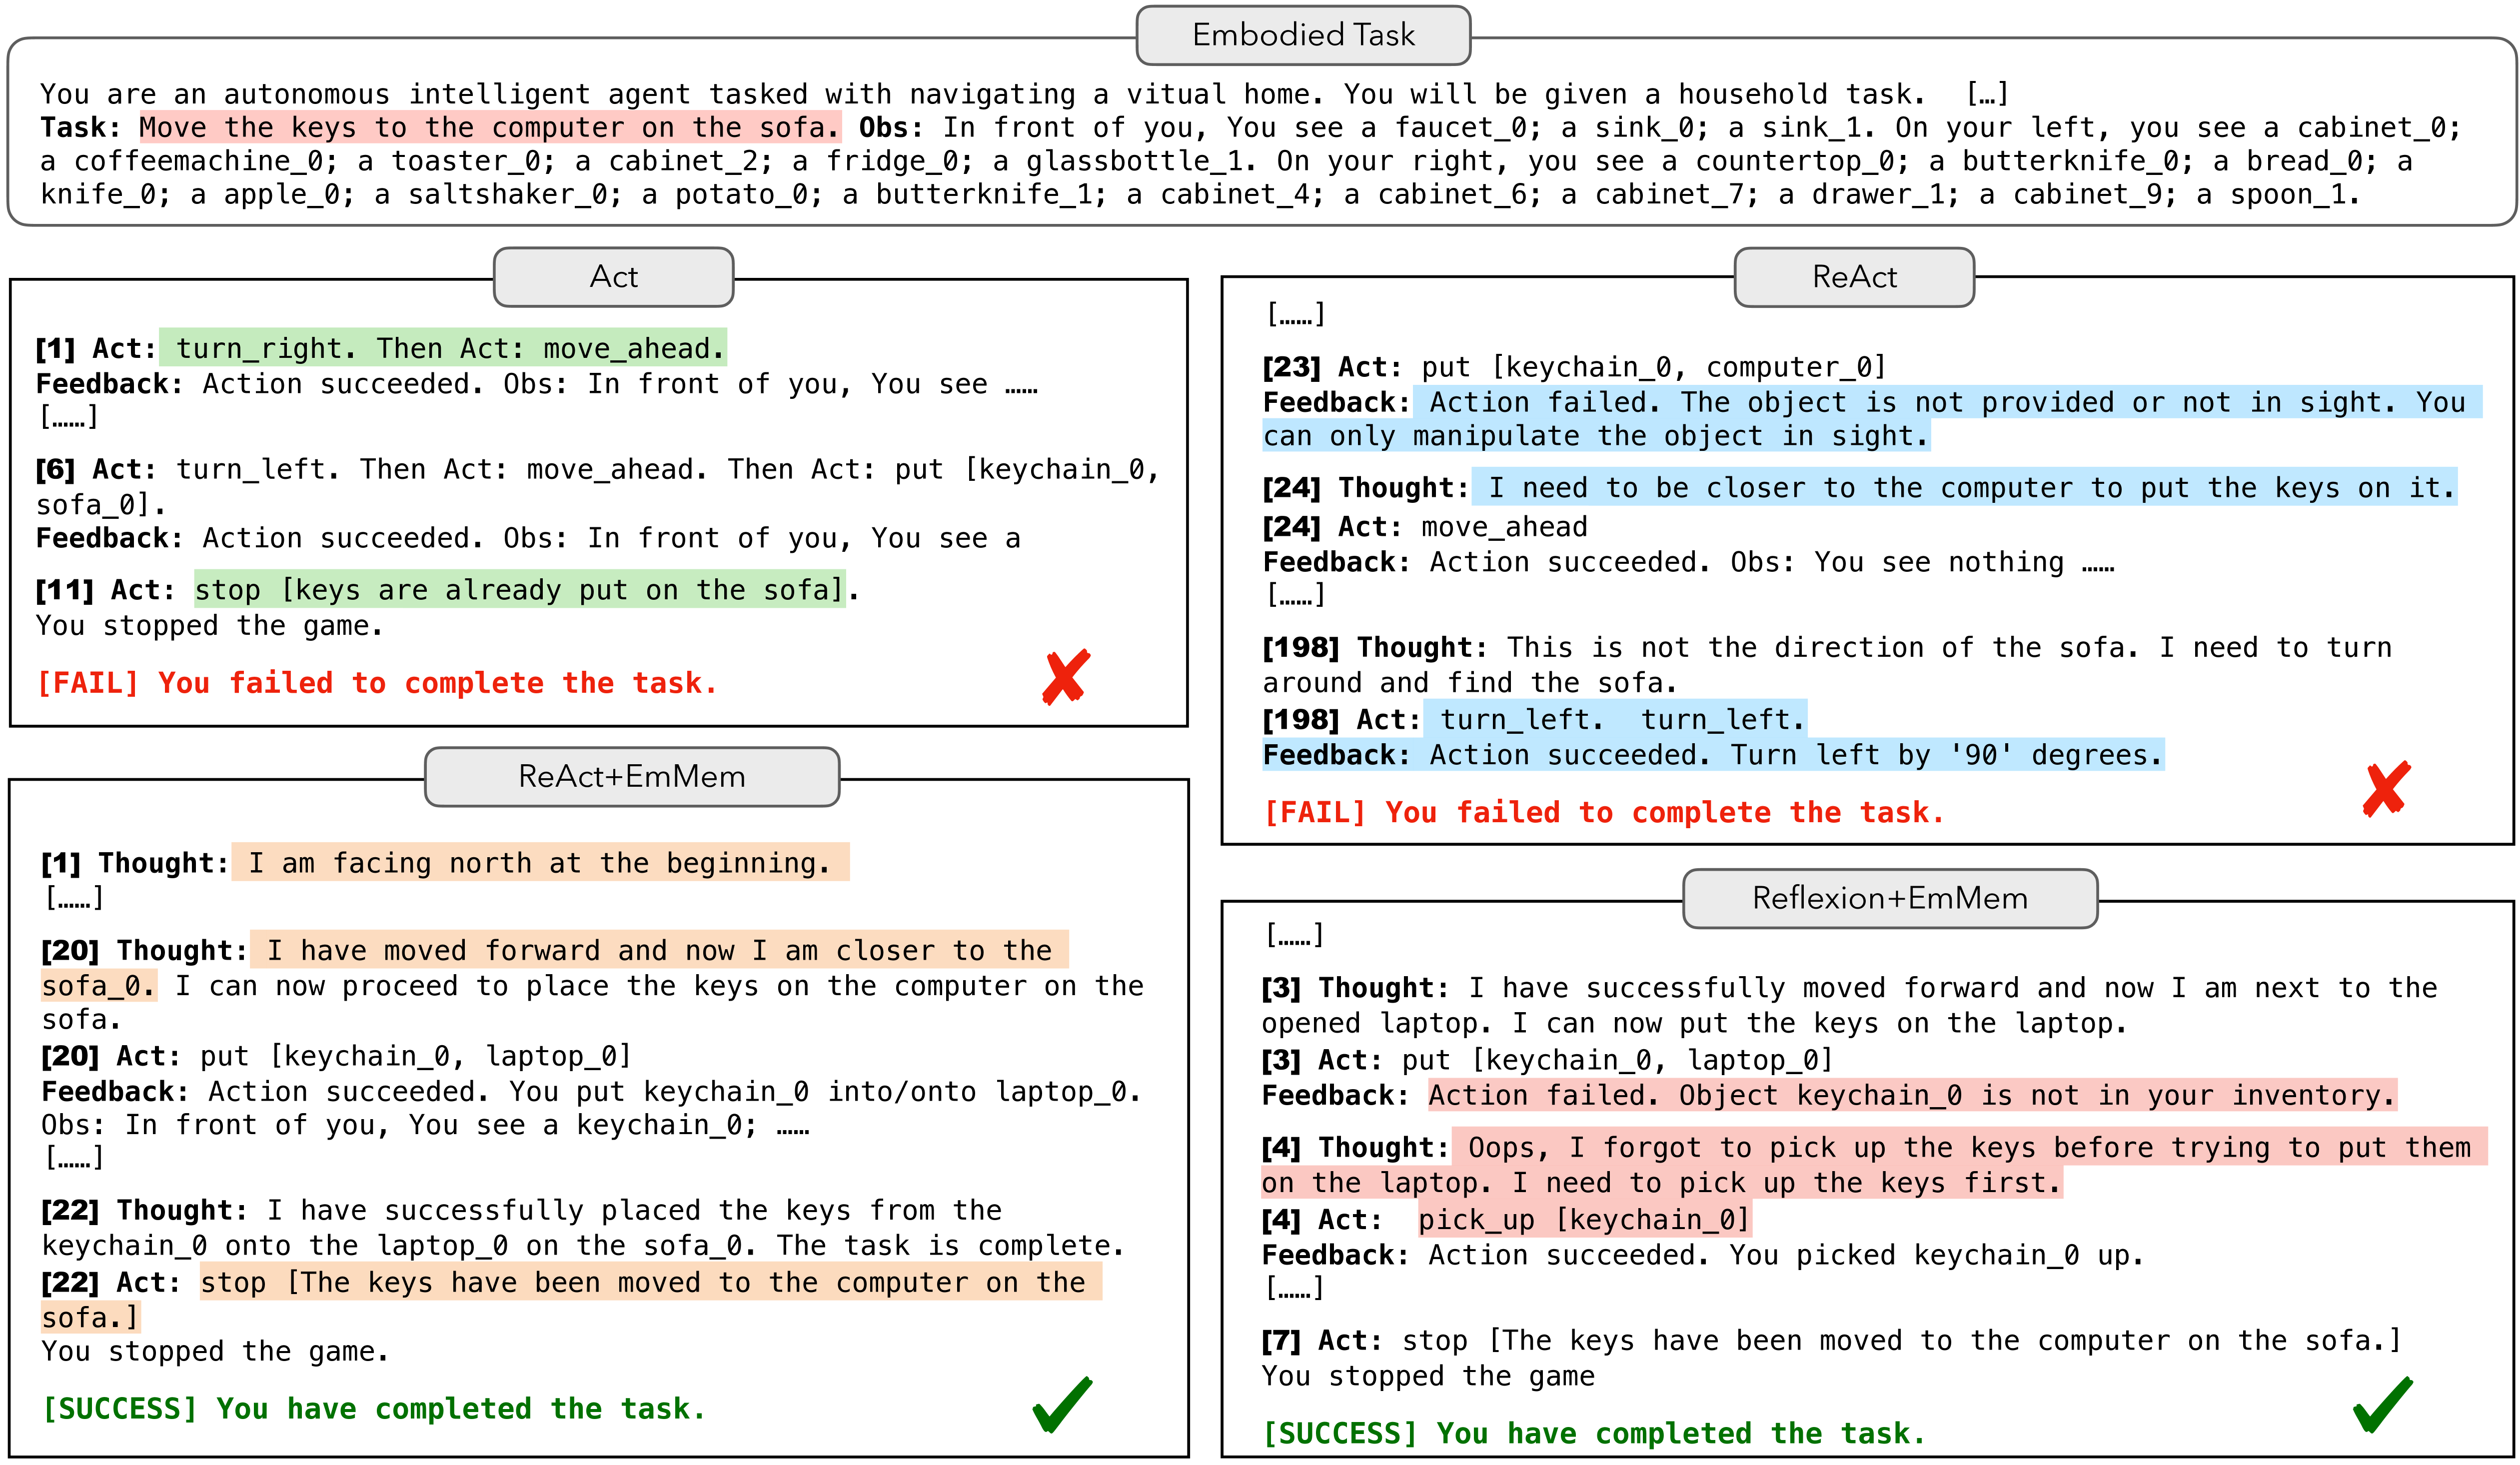 Embodied Task
You are an autonomous intelligent agent tasked with navigating a vitual home. You will be given a household task.  […]
Task: Move the keys to the computer on the sofa. Obs: In front of you, You see a faucet_0; a sink_0; a sink_1. On your left, you see a cabinet_0;
a coffeemachine_0; a toaster_0; a cabinet_2; a fridge_0; a glassbottle_1. On your right, you see a countertop_0; a butterknife_0; a bread_0; a
knife_0; a apple_0; a saltshaker_0; a potato_0; a butterknife_1; a cabinet_4; a cabinet_6; a cabinet_7; a drawer_1; a cabinet_9; a spoon_1.
Act
[1] Act: turn_right. Then Act: move_ahead.
Feedback: Action succeeded. Obs: In front of you, You see ……
[……]
[6] Act: turn_left. Then Act: move_ahead. Then Act: put [keychain_0,
sofa_0].
Feedback: Action succeeded. Obs: In front of you, You see a
[11] Act: stop [keys are already put on the sofa].
You stopped the game.
[FAIL] You failed to complete the task.
ReAct
[……]
[23] Act: put [keychain_0, computer_0]
Feedback: Action failed. The object is not provided or not in sight. You
can only manipulate the object in sight.
[24] Thought: I need to be closer to the computer to put the keys on it.
[24] Act: move_ahead
Feedback: Action succeeded. Obs: You see nothing ……
[……]
[198] Thought: This is not the direction of the sofa. I need to turn
around and find the sofa.
[198] Act: turn_left.  turn_left.
Feedback: Action succeeded. Turn left by '90' degrees.
[FAIL] You failed to complete the task.
ReAct+EmMem
[1] Thought: I am facing north at the beginning.
[……]
[20] Thought: I have moved forward and now I am closer to the
sofa_0. I can now proceed to place the keys on the computer on the
sofa.
[20] Act: put [keychain_0, laptop_0]
Feedback: Action succeeded. You put keychain_0 into/onto laptop_0.
Obs: In front of you, You see a keychain_0; ……
[……]
[22] Thought: I have successfully placed the keys from the
keychain_0 onto the laptop_0 on the sofa_0. The task is complete.
[22] Act: stop [The keys have been moved to the computer on the
sofa.]
You stopped the game.
[SUCCESS] You have completed the task.
Reflexion+EmMem
[……]
[3] Thought: I have successfully moved forward and now I am next to the
opened laptop. I can now put the keys on the laptop.
[3] Act: put [keychain_0, laptop_0]
Feedback: Action failed. Object keychain_0 is not in your inventory.
[4] Thought: Oops, I forgot to pick up the keys before trying to put them
on the laptop. I need to pick up the keys first.
[4] Act:  pick_up [keychain_0]
Feedback: Action succeeded. You picked keychain_0 up.
[……]
[7] Act: stop [The keys have been moved to the computer on the sofa.]
You stopped the game
[SUCCESS] You have completed the task.